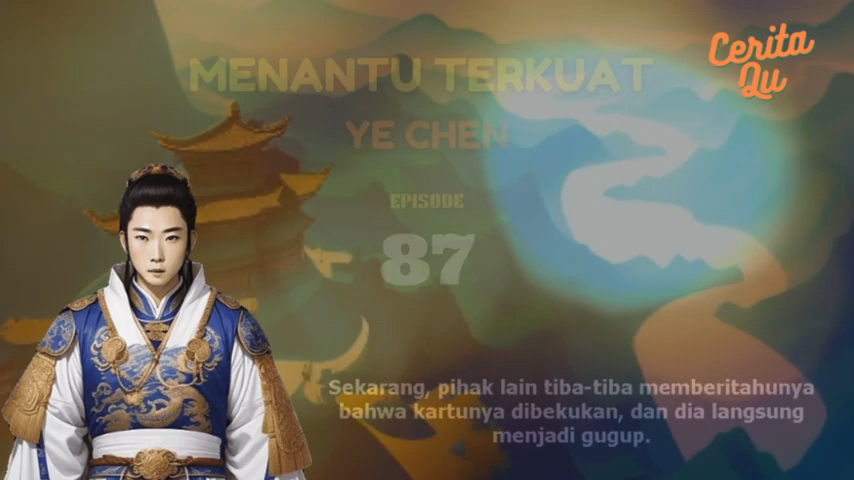 Cerita
Qu
MENANTU TERKUAT
YE CHEN
EPISODE
87
Sekarang, pihak lain tiba-tiba memberitahunya
bahwa kartunya dibekukan, dan dia langsung
menjadi gugup.